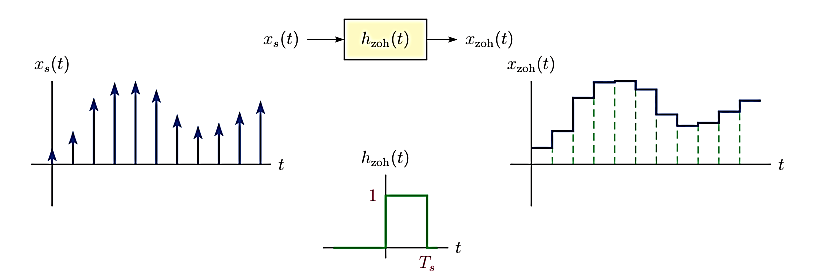 x_s(t) h_zoh(t) x_zoh(t)
x_s(t)
t
h_zoh(t)
1
t
T_s
x_zoh(t)
t